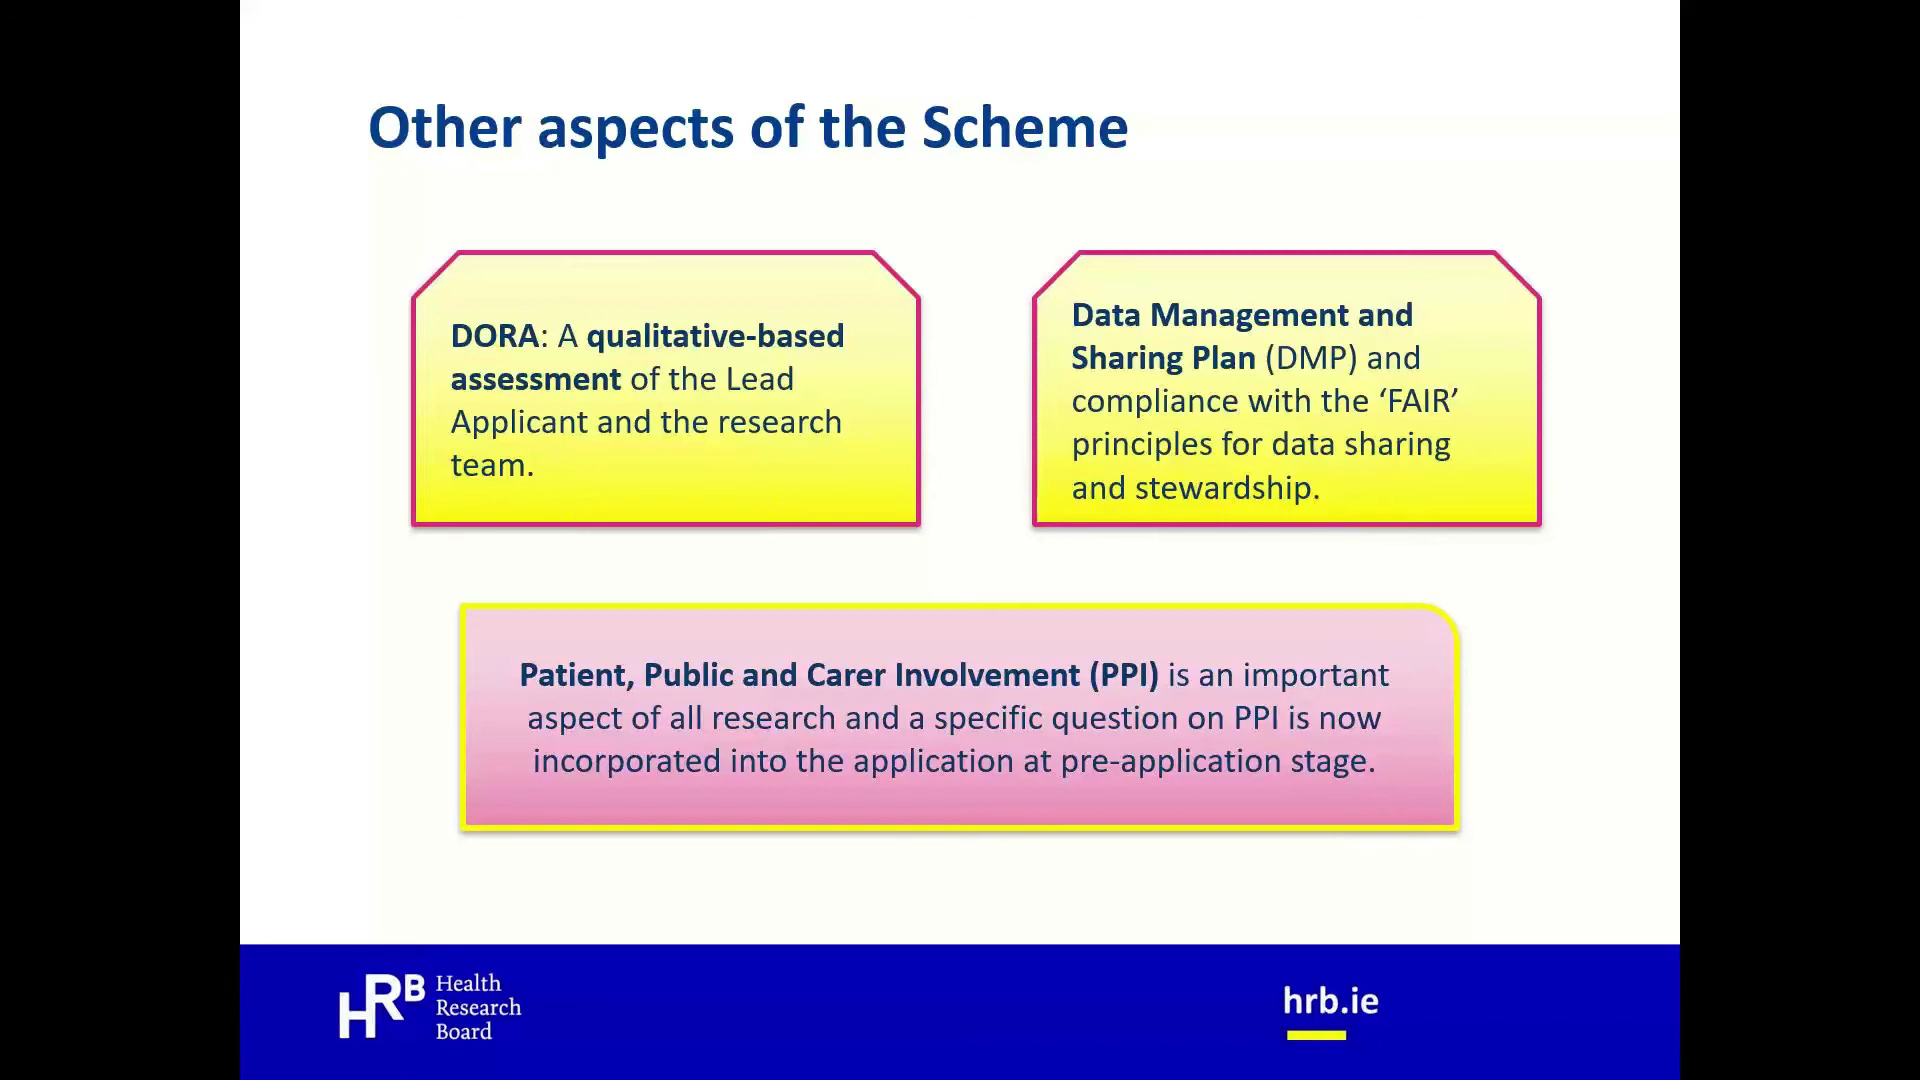 Other aspects of the Scheme
DORA: A qualitative-based
assessment of the Lead
Applicant and the research
team.
Data Management and
Sharing Plan (DMP) and
compliance with the ‘FAIR’
principles for data sharing
and stewardship.
Patient, Public and Carer Involvement (PPI) is an important
aspect of all research and a specific question on PPI is now
incorporated into the application at pre-application stage.
HRB
Health
Research
Board
hrb.ie